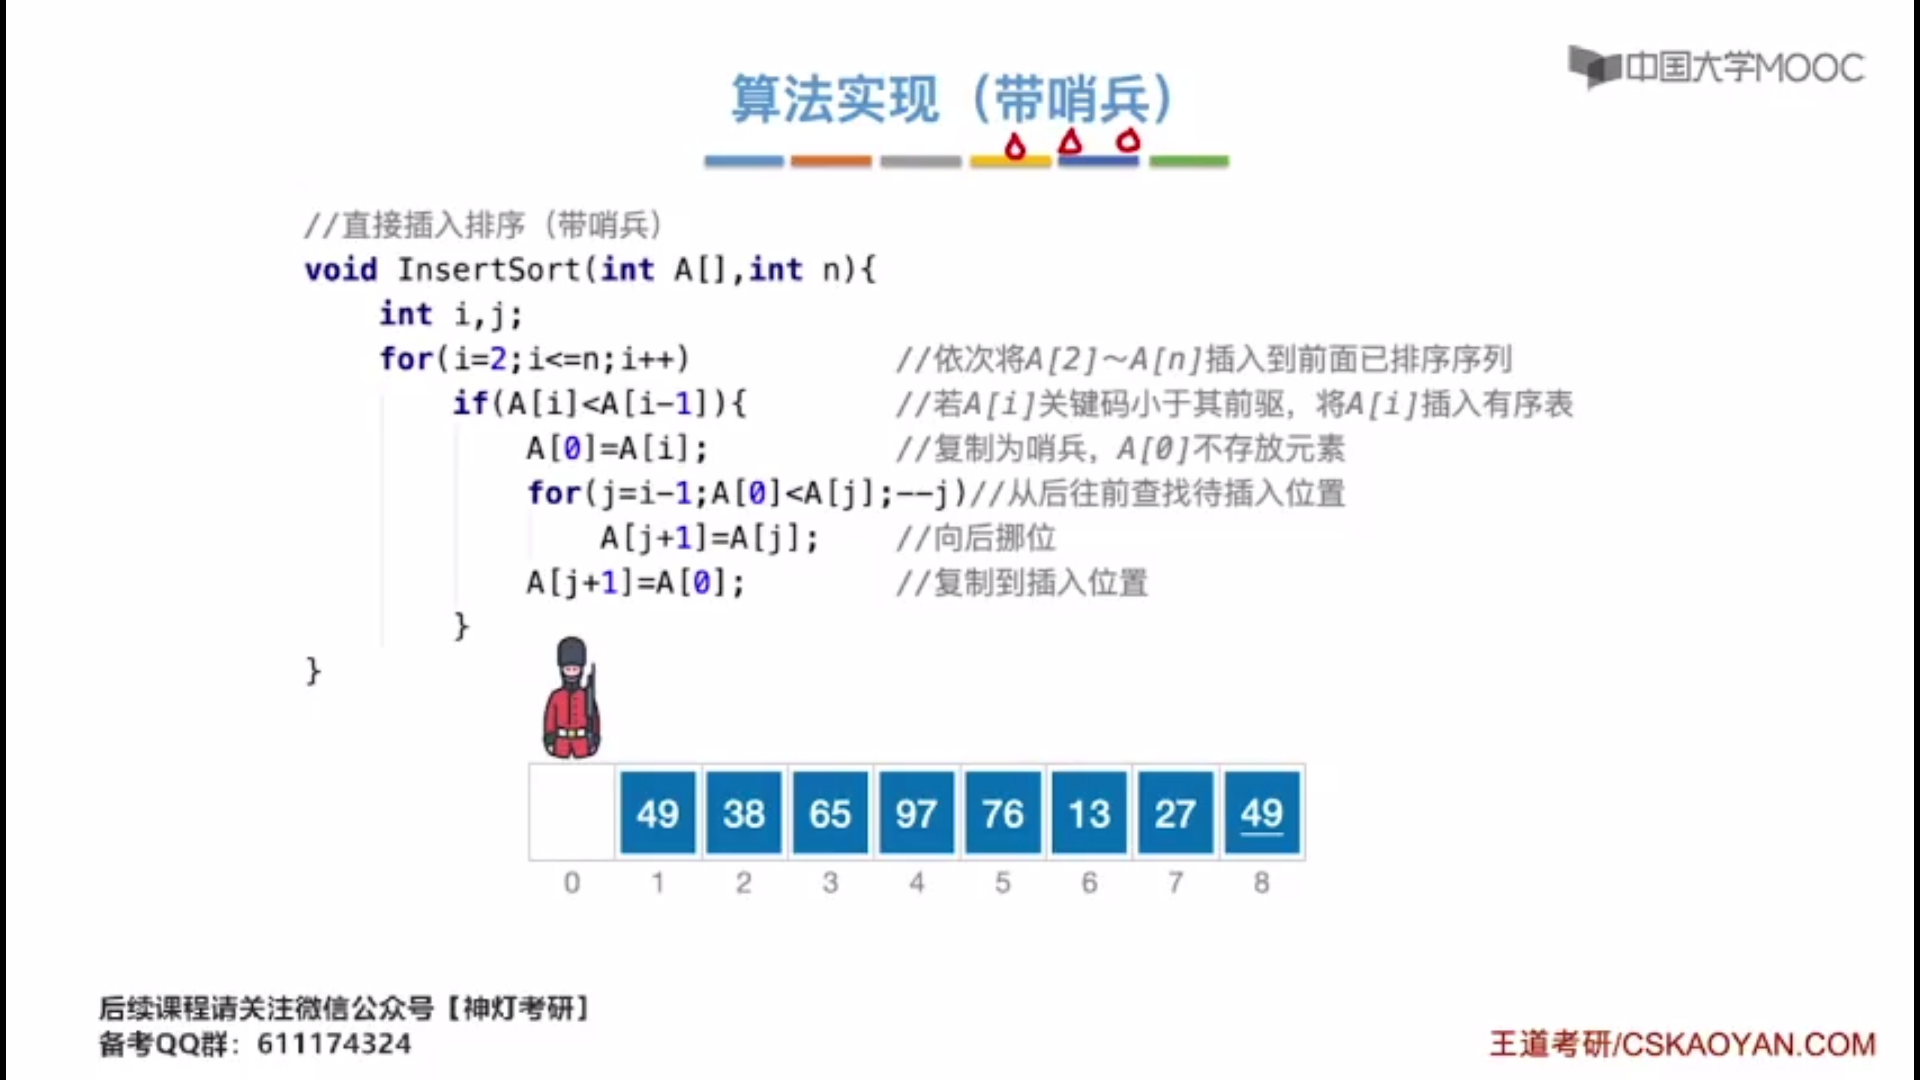 中国大学MOOC
算法实现（带哨兵）
//直接插入排序（带哨兵）
void InsertSort(int A[],int n){
int i,j;
for(i=2;i<=n;i++) //依次将A[2]～A[n]插入到前面已排序序列
if(A[i]<A[i-1]){ //若A[i]关键码小于其前驱，将A[i]插入有序表
A[0]=A[i]; //复制为哨兵，A[0]不存放元素
for(j=i-1;A[0]<A[j];--j)//从后往前查找待插入位置
A[j+1]=A[j]; //向后挪位
A[j+1]=A[0]; //复制到插入位置
}
}
49 38 65 97 76 13 27 49
0 1 2 3 4 5 6 7 8
后续课程请关注微信公众号【神灯考研】
备考QQ群：611174324
王道考研/CSKAOYAN.COM